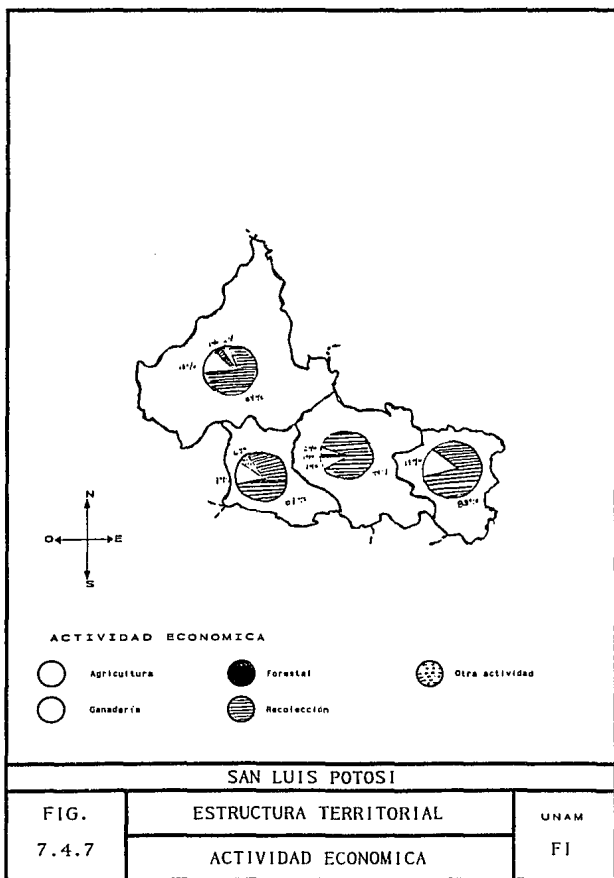 N
O E
S
ACTIVIDAD ECONOMICA
Agricultura Forestal Otra actividad
Ganadería Recolección
SAN LUIS POTOSI
FIG. ESTRUCTURA TERRITORIAL UNAM
7.4.7 ACTIVIDAD ECONOMICA FI